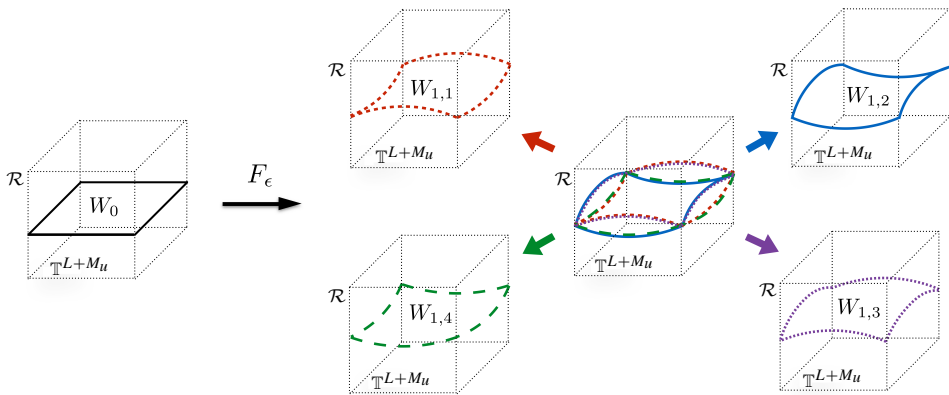 ℛ
W₀
𝕋^{L+M_u}
F_ϵ
ℛ
W_{1,1}
𝕋^{L+M_u}
ℛ
W_{1,2}
𝕋^{L+M_u}
ℛ
𝕋^{L+M_u}
ℛ
W_{1,4}
𝕋^{L+M_u}
ℛ
W_{1,3}
𝕋^{L+M_u}